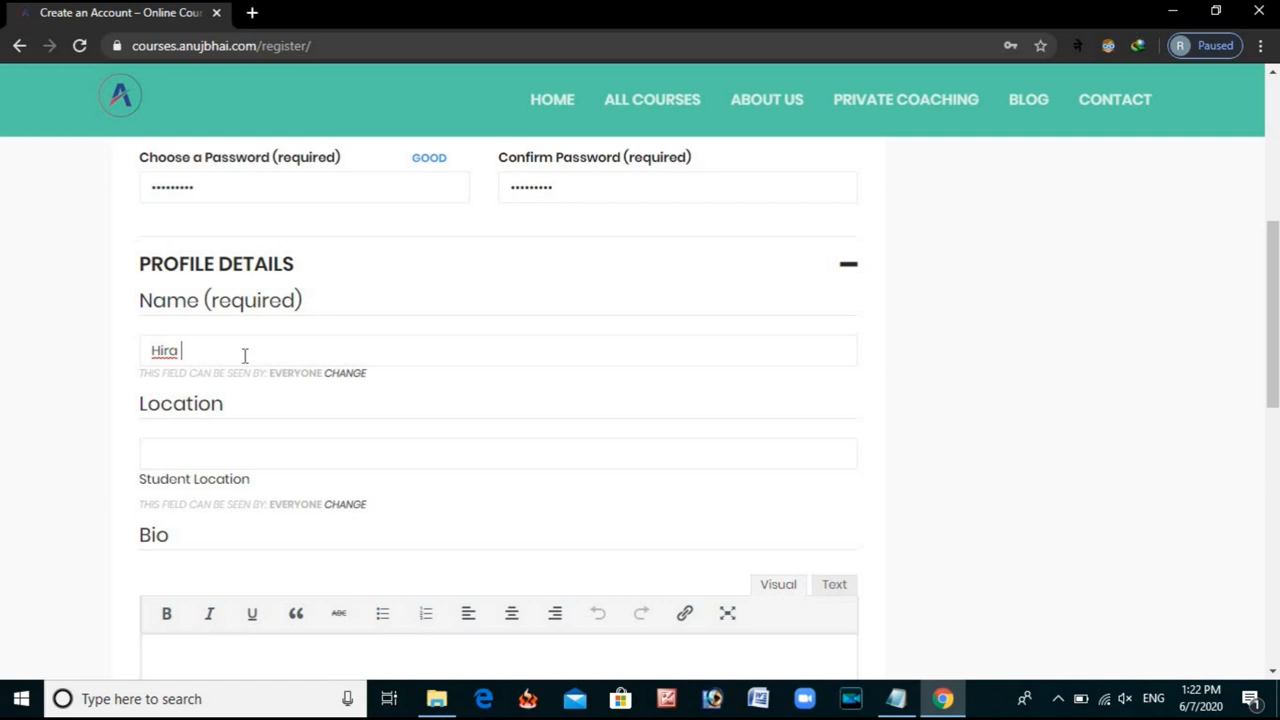 Create an Account – Online Cou
courses.anujbhai.com/register/
R Paused
HOME ALL COURSES ABOUT US PRIVATE COACHING BLOG CONTACT
Choose a Password (required) GOOD Confirm Password (required)
••••••••• •••••••••
PROFILE DETAILS
Name (required)
Hira
THIS FIELD CAN BE SEEN BY: EVERYONE CHANGE
Location
Student Location
THIS FIELD CAN BE SEEN BY: EVERYONE CHANGE
Bio
Visual Text
B I U ABC
Type here to search
ENG
1:22 PM
6/7/2020